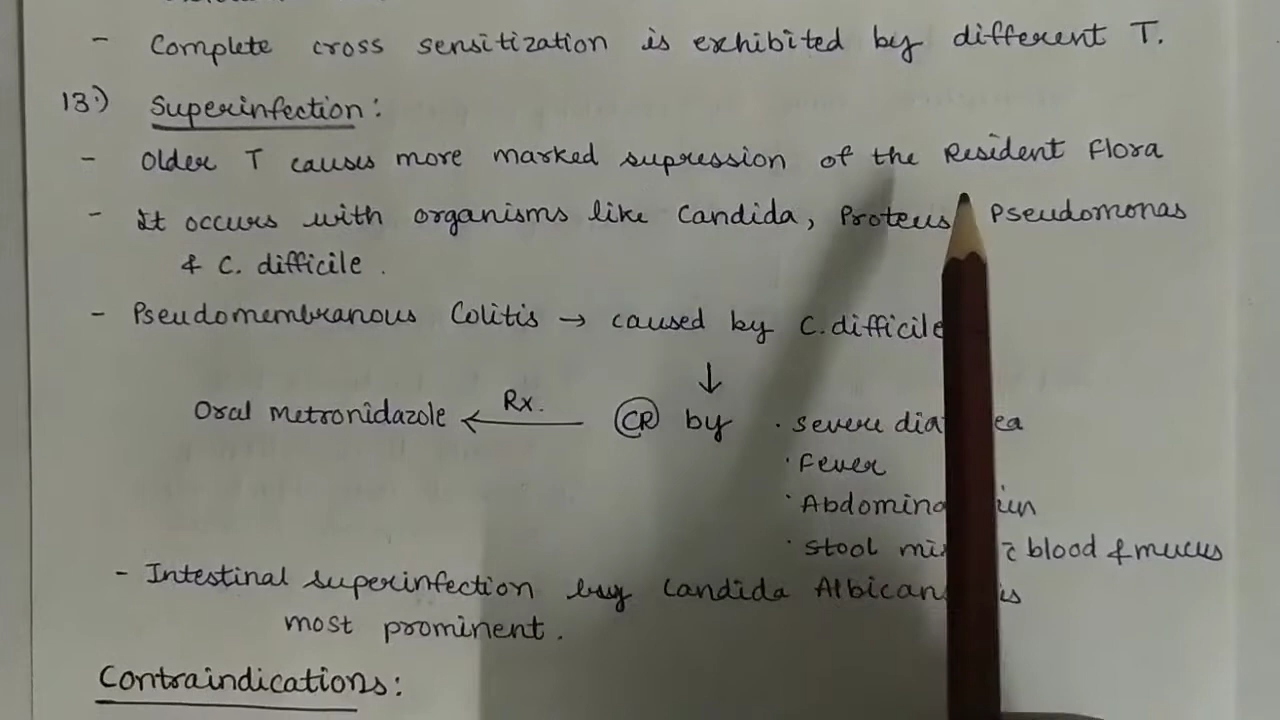 - Complete cross sensitization is exhibited by different T.
13.) Superinfection:
- Older T causes more marked supression of the Resident Flora
- It occurs with organisms like Candida, Proteus Pseudomonas
& C. difficile.
- Pseudomembranous Colitis → caused by C. difficile
↓
Oral Metronidazole ← Rx. CR by · severe
· Fever
· Abdomin
· Stool c̄ blood & mucus
- Intestinal superinfection by Candida Albicans is
most prominent.
Contraindications: